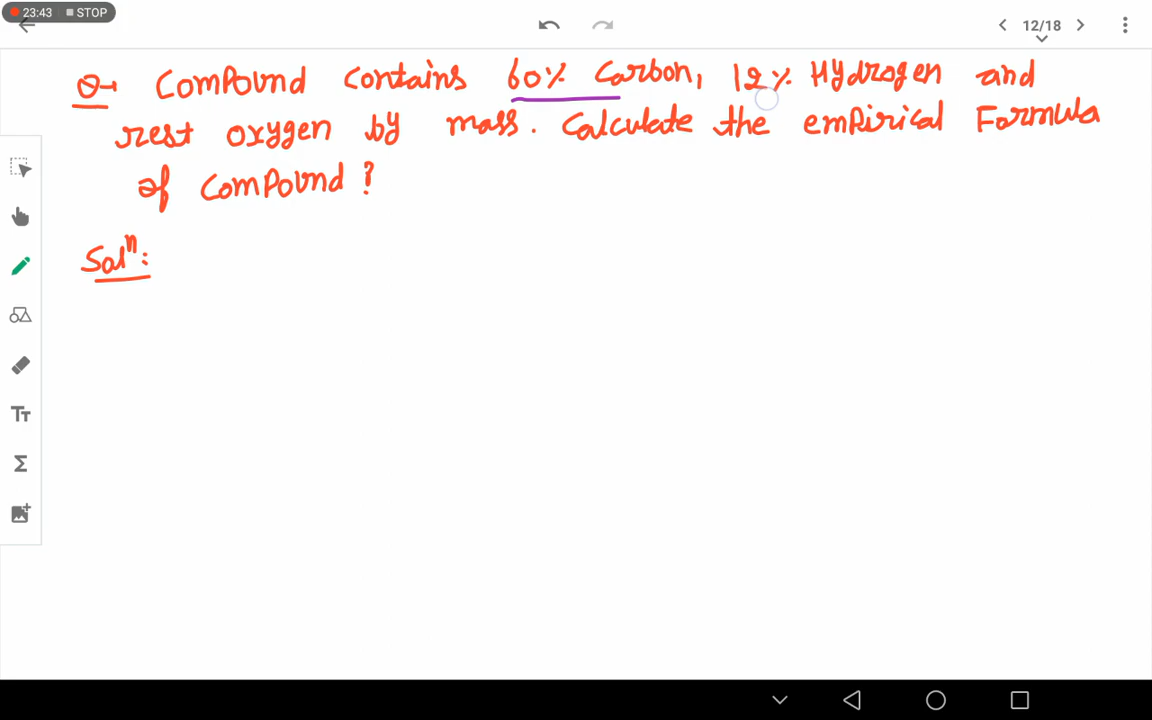 23:43 STOP
12/18
Q→ Compound contains 60% Carbon, 12% Hydrogen and
rest oxygen by mass. Calculate the empirical Formula
of Compound ?
Solⁿ:
Tт
Σ